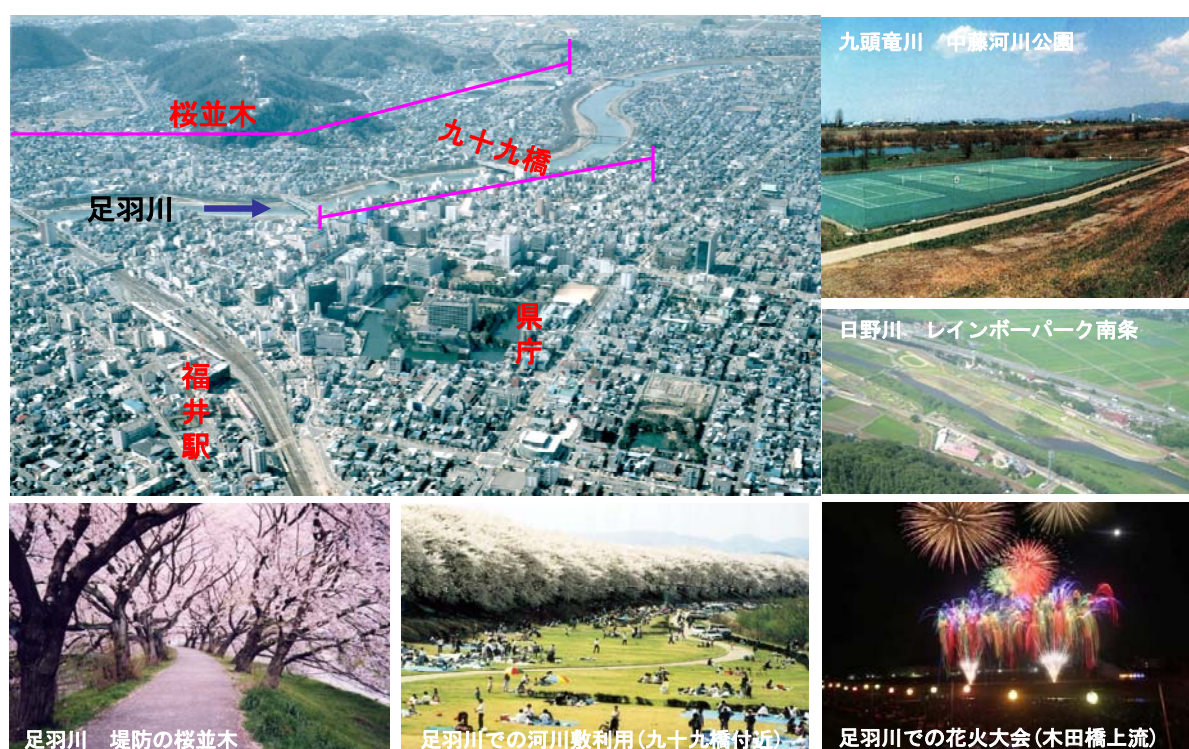 桜並木
九十九橋
足羽川
県庁
福井駅
九頭竜川　中藤河川公園
日野川　レインボーパーク南条
足羽川　堤防の桜並木
足羽川での河川敷利用(九十九橋付近)
足羽川での花火大会(木田橋上流)